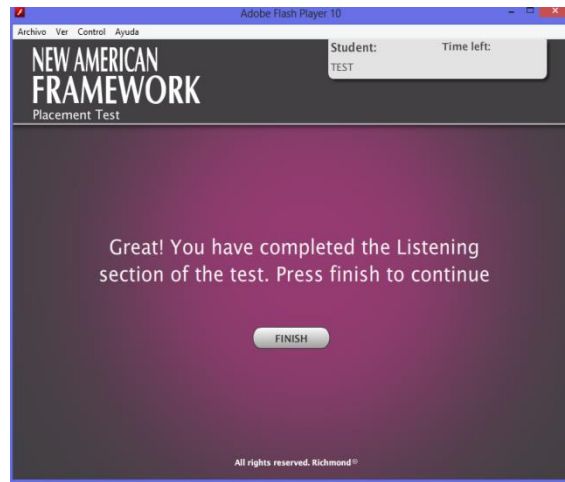 Adobe Flash Player 10
Archivo Ver Control Ayuda
NEW AMERICAN
FRAMEWORK
Placement Test
Student:
Time left:
TEST
Great! You have completed the Listening
section of the test. Press finish to continue
FINISH
All rights reserved. Richmond®